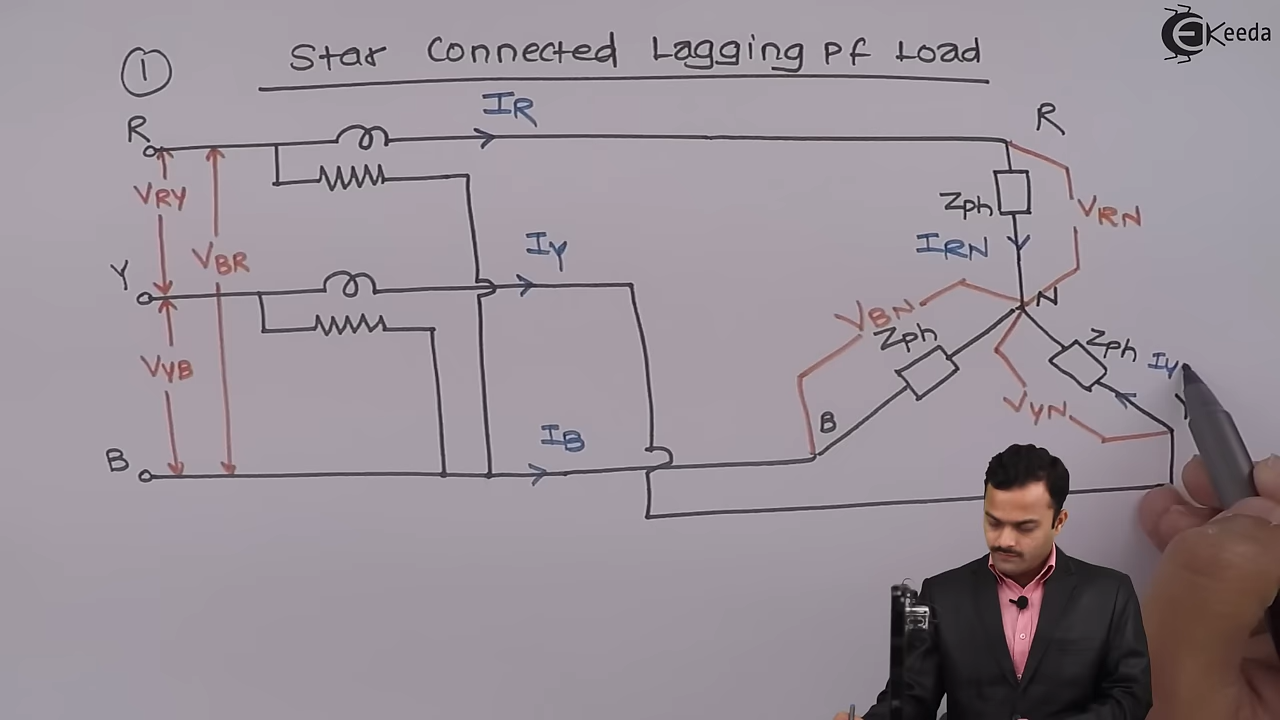 EKeeda
①
Star Connected Lagging Pf Load
R
IR
R
VRY
Zph
VRN
IRN
VBR
Y
IY
N
VBN
Zph
Zph
IY
VYB
VYN
B
IB
B